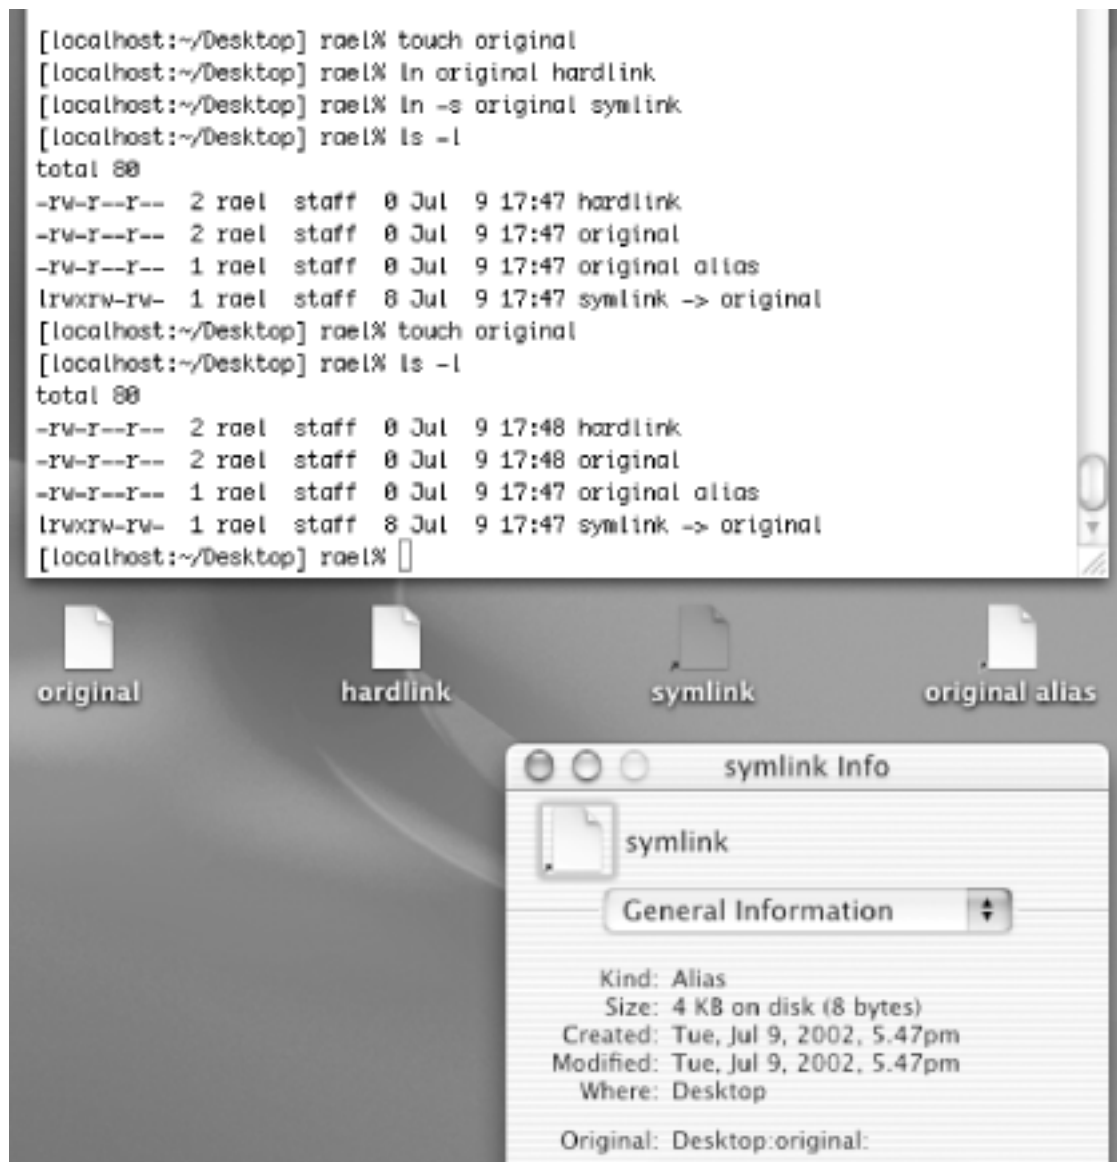 [localhost:~/Desktop] rael% touch original
[localhost:~/Desktop] rael% ln original hardlink
[localhost:~/Desktop] rael% ln -s original symlink
[localhost:~/Desktop] rael% ls -l
total 80
-rw-r--r--  2 rael  staff  0 Jul  9 17:47 hardlink
-rw-r--r--  2 rael  staff  0 Jul  9 17:47 original
-rw-r--r--  1 rael  staff  0 Jul  9 17:47 original alias
lrwxrw-rw-  1 rael  staff  8 Jul  9 17:47 symlink -> original
[localhost:~/Desktop] rael% touch original
[localhost:~/Desktop] rael% ls -l
total 80
-rw-r--r--  2 rael  staff  0 Jul  9 17:48 hardlink
-rw-r--r--  2 rael  staff  0 Jul  9 17:48 original
-rw-r--r--  1 rael  staff  0 Jul  9 17:47 original alias
lrwxrw-rw-  1 rael  staff  8 Jul  9 17:47 symlink -> original
[localhost:~/Desktop] rael%
original hardlink symlink original alias
symlink Info
symlink
General Information
Kind: Alias
Size: 4 KB on disk (8 bytes)
Created: Tue, Jul 9, 2002, 5.47pm
Modified: Tue, Jul 9, 2002, 5.47pm
Where: Desktop
Original: Desktop:original: